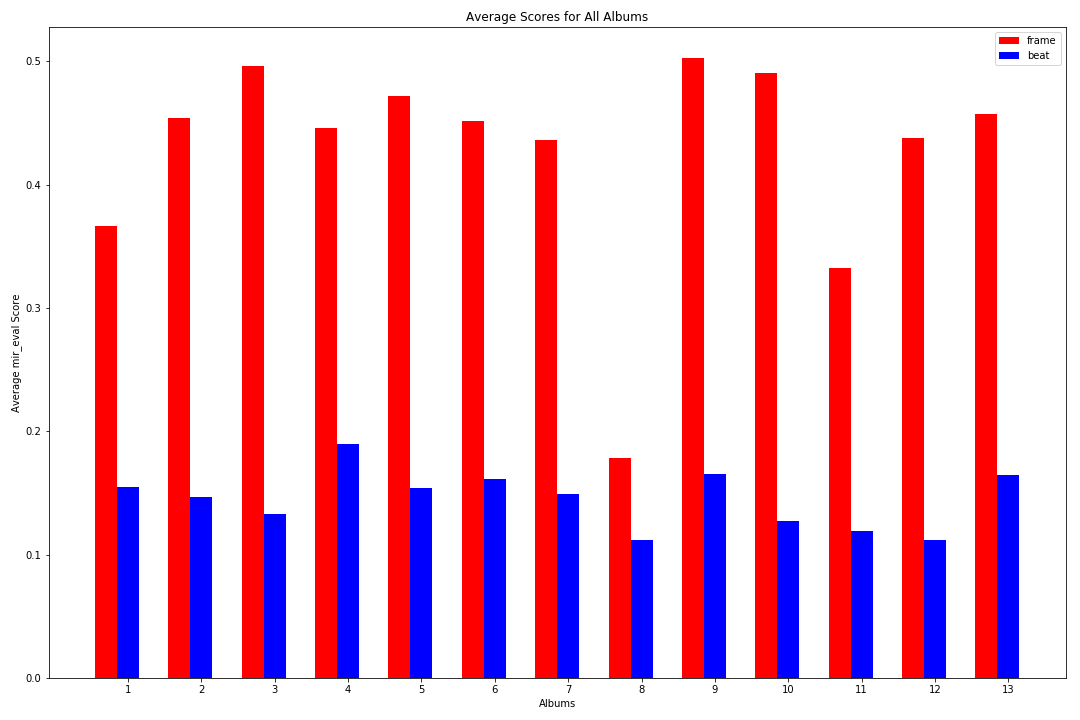 Average Scores for All Albums
frame
beat
Average mir_eval Score
0.5
0.4
0.3
0.2
0.1
0.0
1 2 3 4 5 6 7 8 9 10 11 12 13
Albums